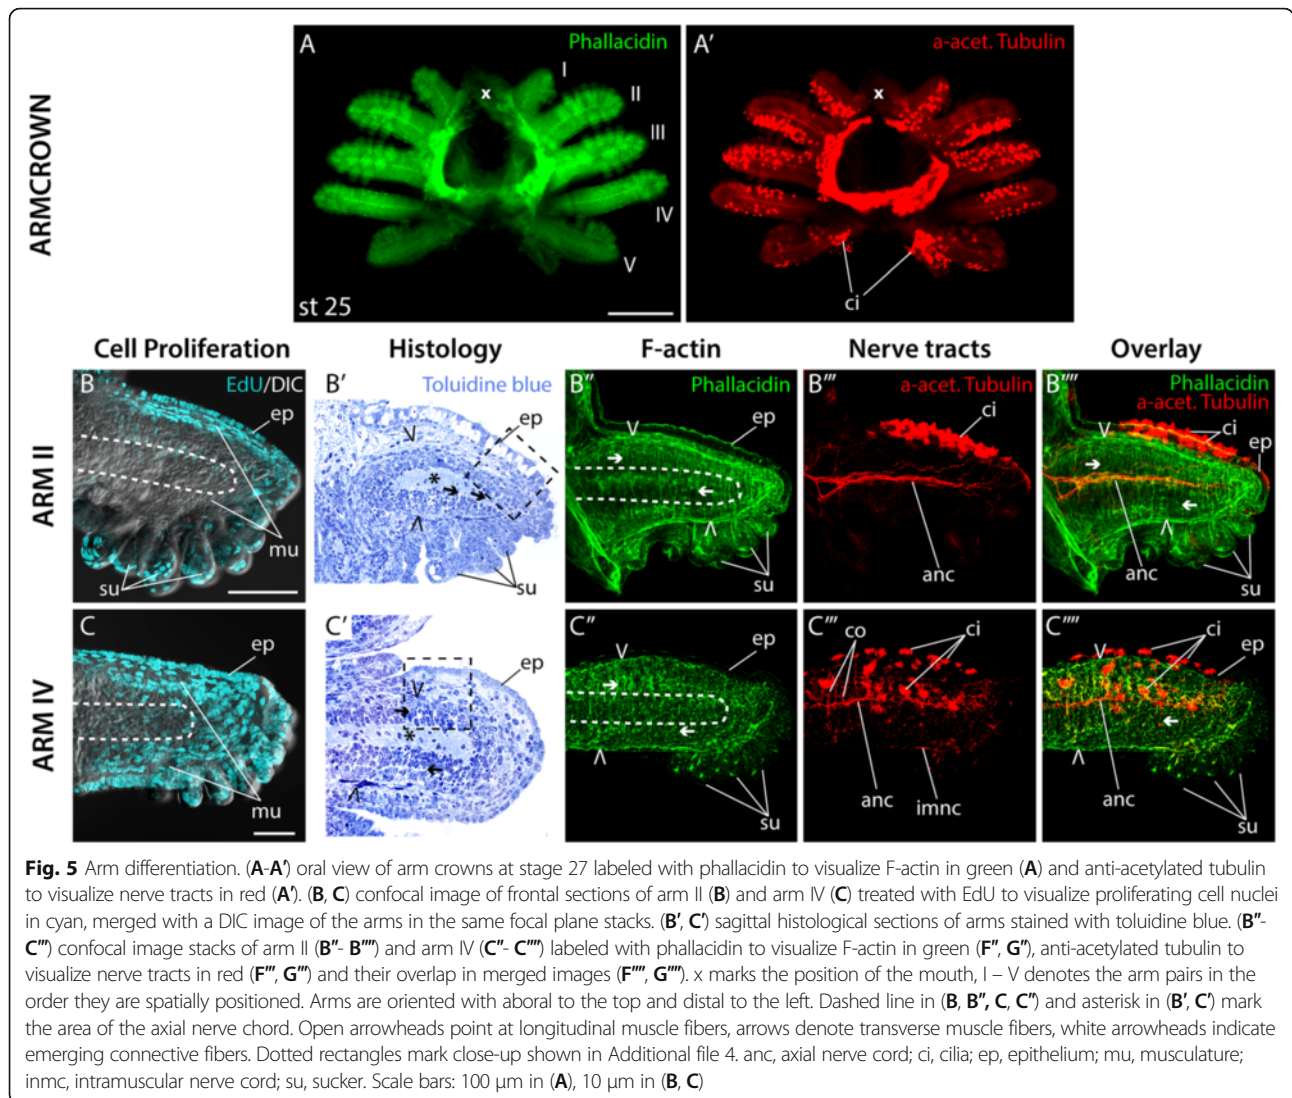 ARMCROWN
A
Phallacidin
x
I
II
III
IV
V
st 25
A'
a-acet. Tubulin
x
ci
Cell Proliferation
Histology
F-actin
Nerve tracts
Overlay
ARM II
B
EdU/DIC
ep
mu
su
B'
Toluidine blue
ep
V
*
V
su
B''
Phallacidin
V
ep
V
su
B'''
a-acet. Tubulin
ci
anc
B''''
Phallacidin
a-acet. Tubulin
V
ci
ep
V
anc
su
ARM IV
C
ep
mu
C'
ep
V
*
V
C''
V
ep
V
su
C'''
co
ci
anc
imnc
C''''
V
ci
ep
V
anc
su
Fig. 5 Arm differentiation. (A-A') oral view of arm crowns at stage 27 labeled with phallacidin to visualize F-actin in green (A) and anti-acetylated tubulin
to visualize nerve tracts in red (A'). (B, C) confocal image of frontal sections of arm II (B) and arm IV (C) treated with EdU to visualize proliferating cell nuclei
in cyan, merged with a DIC image of the arms in the same focal plane stacks. (B', C') sagittal histological sections of arms stained with toluidine blue. (B''-
C''') confocal image stacks of arm II (B''- B'''') and arm IV (C''- C'''') labeled with phallacidin to visualize F-actin in green (F'', G''), anti-acetylated tubulin to
visualize nerve tracts in red (F''', G''') and their overlap in merged images (F'''', G''''). x marks the position of the mouth, I – V denotes the arm pairs in the
order they are spatially positioned. Arms are oriented with aboral to the top and distal to the left. Dashed line in (B, B'', C, C'') and asterisk in (B', C') mark
the area of the axial nerve chord. Open arrowheads point at longitudinal muscle fibers, arrows denote transverse muscle fibers, white arrowheads indicate
emerging connective fibers. Dotted rectangles mark close-up shown in Additional file 4. anc, axial nerve cord; ci, cilia; ep, epithelium; mu, musculature;
inmc, intramuscular nerve cord; su, sucker. Scale bars: 100 μm in (A), 10 μm in (B, C)